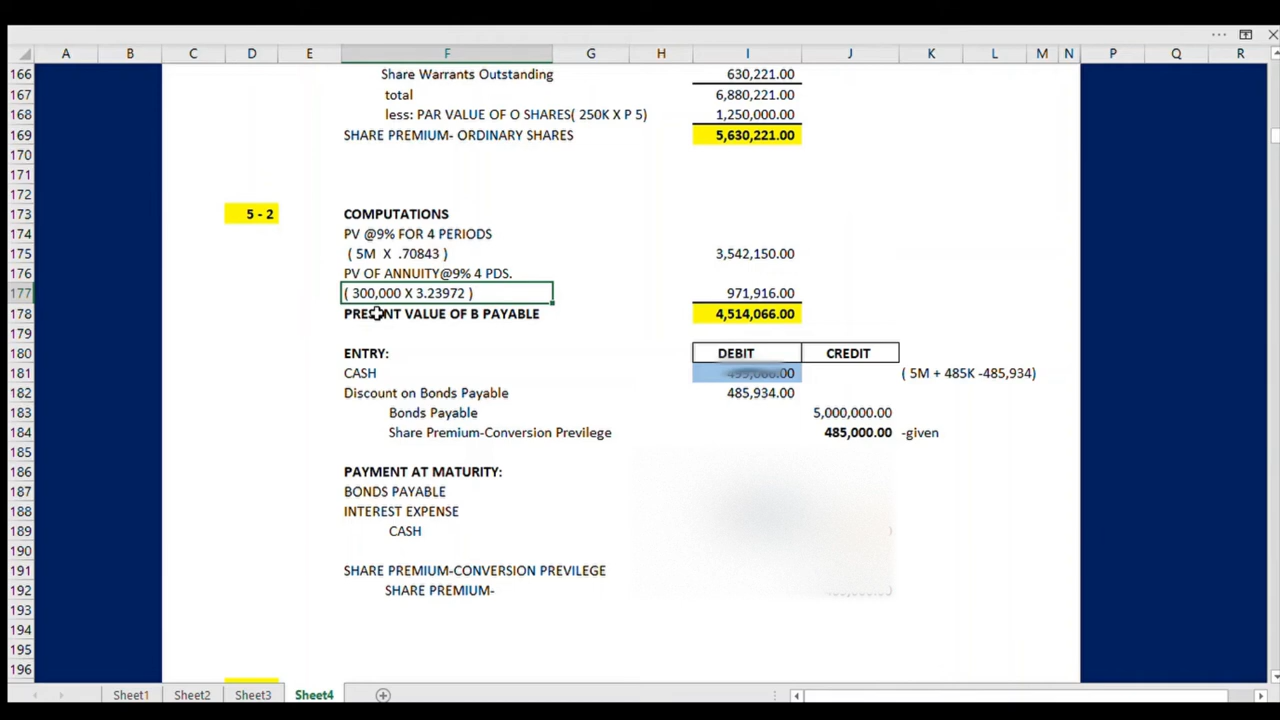 A B C D E F G H I J K L M N P Q R
166 Share Warrants Outstanding 630,221.00
167 total 6,880,221.00
168 less: PAR VALUE OF O SHARES( 250K X P 5) 1,250,000.00
169 SHARE PREMIUM- ORDINARY SHARES 5,630,221.00
170
171
172
173 5 - 2 COMPUTATIONS
174 PV @9% FOR 4 PERIODS
175 ( 5M X .70843 ) 3,542,150.00
176 PV OF ANNUITY@9% 4 PDS.
177 ( 300,000 X 3.23972 ) 971,916.00
178 PRESENT VALUE OF B PAYABLE 4,514,066.00
179
180 ENTRY: DEBIT CREDIT
181 CASH ( 5M + 485K -485,934)
182 Discount on Bonds Payable 485,934.00
183 Bonds Payable 5,000,000.00
184 Share Premium-Conversion Previlege 485,000.00 -given
185
186 PAYMENT AT MATURITY:
187 BONDS PAYABLE
188 INTEREST EXPENSE
189 CASH
190
191 SHARE PREMIUM-CONVERSION PREVILEGE
192 SHARE PREMIUM-
193
194
195
196
Sheet1 Sheet2 Sheet3 Sheet4